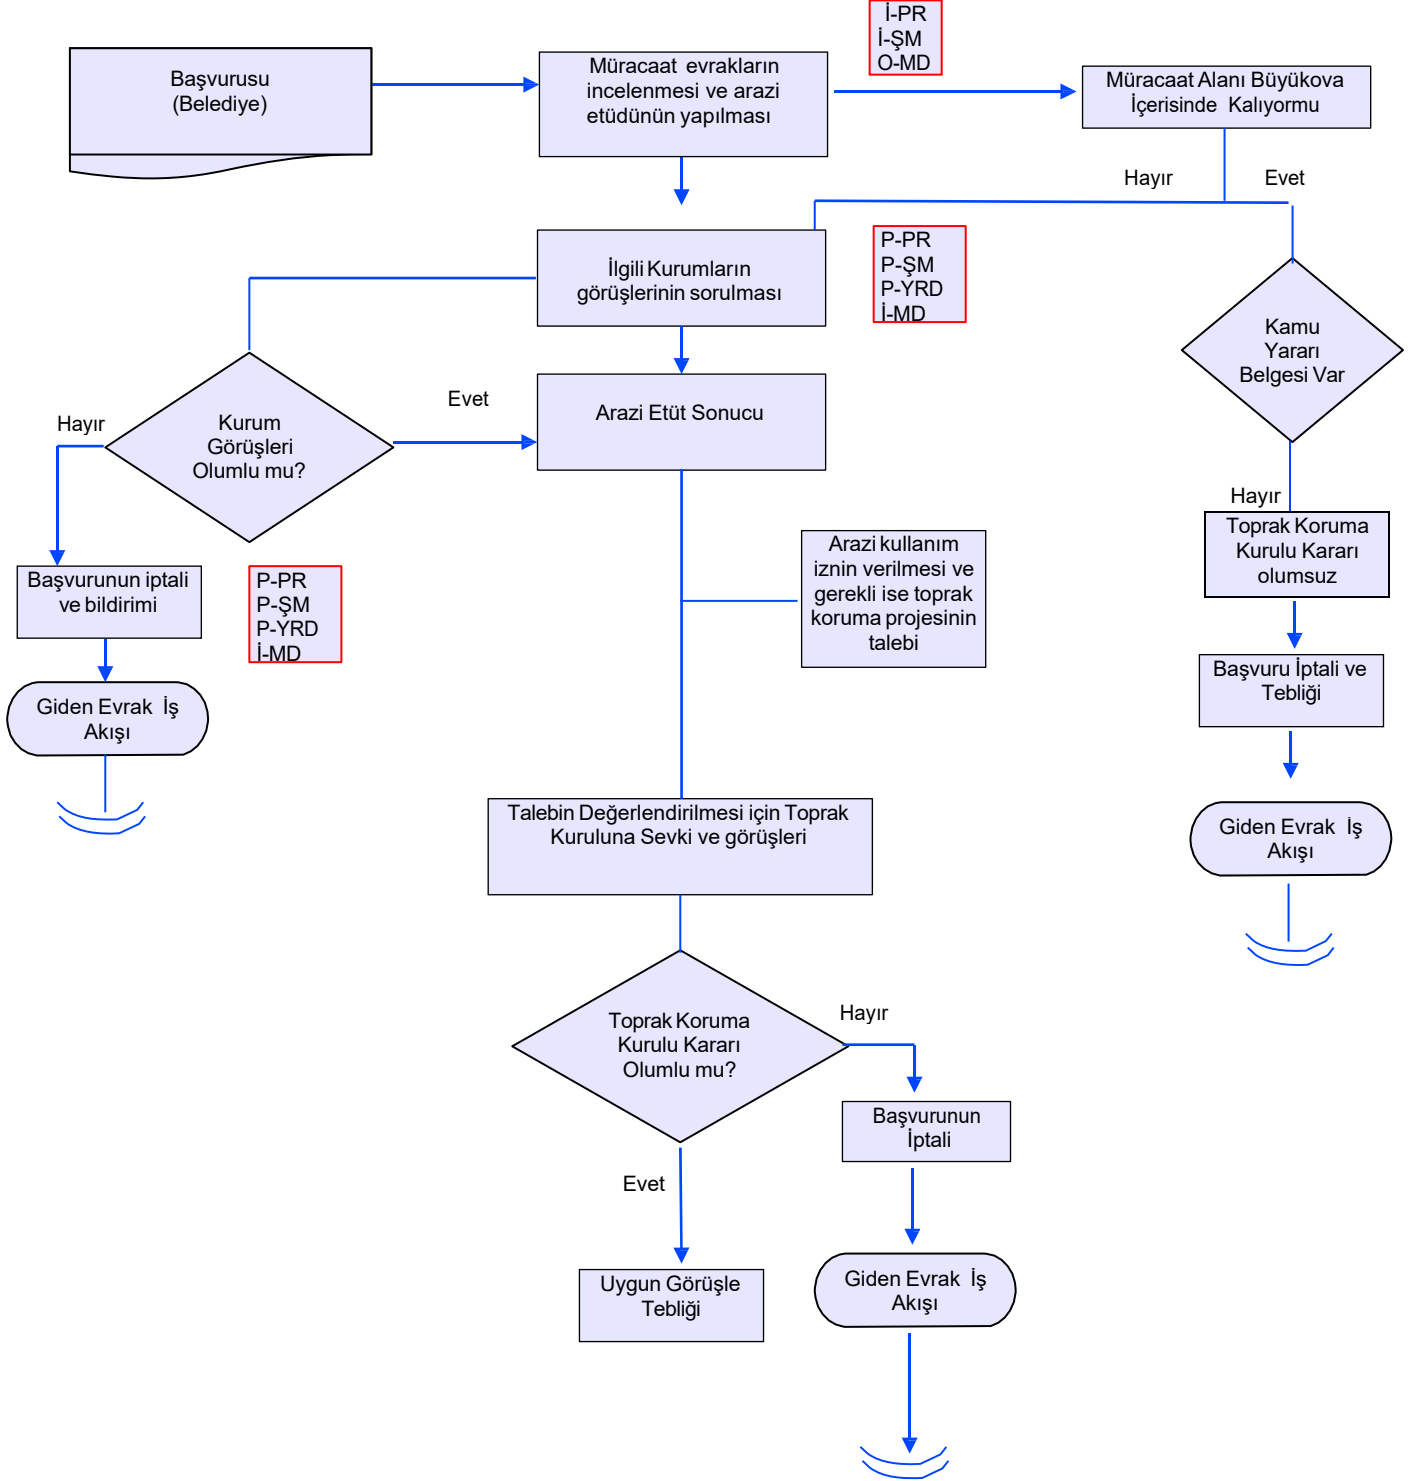 İ-PR
İ-ŞM
O-MD
Başvurusu
(Belediye)
Müracaat evrakların
incelenmesi ve arazi
etüdünün yapılması
Müracaat Alanı Büyükova
İçerisinde Kalıyormu
Hayır
Evet
İlgili Kurumların
görüşlerinin sorulması
P-PR
P-ŞM
P-YRD
İ-MD
Kamu
Yararı
Belgesi Var
Hayır
Kurum
Görüşleri
Olumlu mu?
Evet
Arazi Etüt Sonucu
Hayır
Toprak Koruma
Kurulu Kararı
olumsuz
Arazi kullanım
iznin verilmesi ve
gerekli ise toprak
koruma projesinin
talebi
Başvurunun iptali
ve bildirimi
P-PR
P-ŞM
P-YRD
İ-MD
Başvuru İptali ve
Tebliği
Giden Evrak İş
Akışı
Talebin Değerlendirilmesi için Toprak
Kuruluna Sevki ve görüşleri
Giden Evrak İş
Akışı
Toprak Koruma
Kurulu Kararı
Olumlu mu?
Hayır
Başvurunun
İptali
Evet
Uygun Görüşle
Tebliği
Giden Evrak İş
Akışı